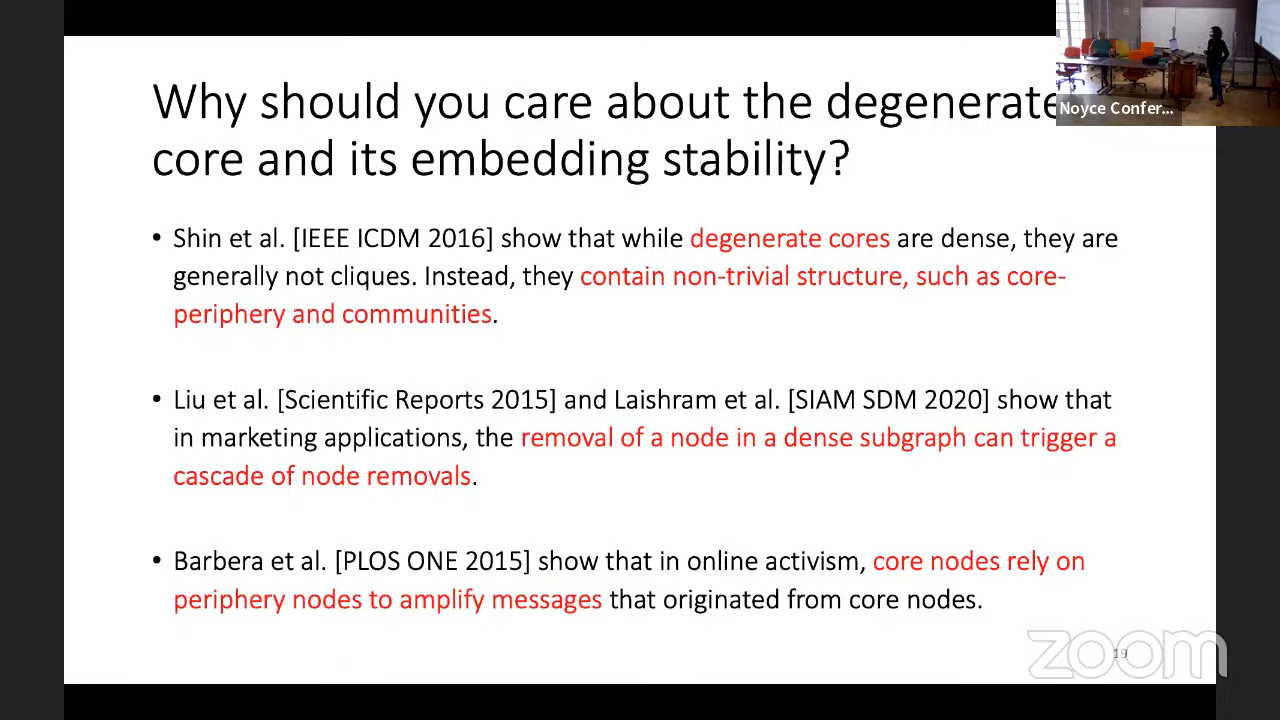 Why should you care about the degenerate
core and its embedding stability?
Noyce Confer...
• Shin et al. [IEEE ICDM 2016] show that while degenerate cores are dense, they are
generally not cliques. Instead, they contain non-trivial structure, such as core-
periphery and communities.
• Liu et al. [Scientific Reports 2015] and Laishram et al. [SIAM SDM 2020] show that
in marketing applications, the removal of a node in a dense subgraph can trigger a
cascade of node removals.
• Barbera et al. [PLOS ONE 2015] show that in online activism, core nodes rely on
periphery nodes to amplify messages that originated from core nodes.
zoom
19